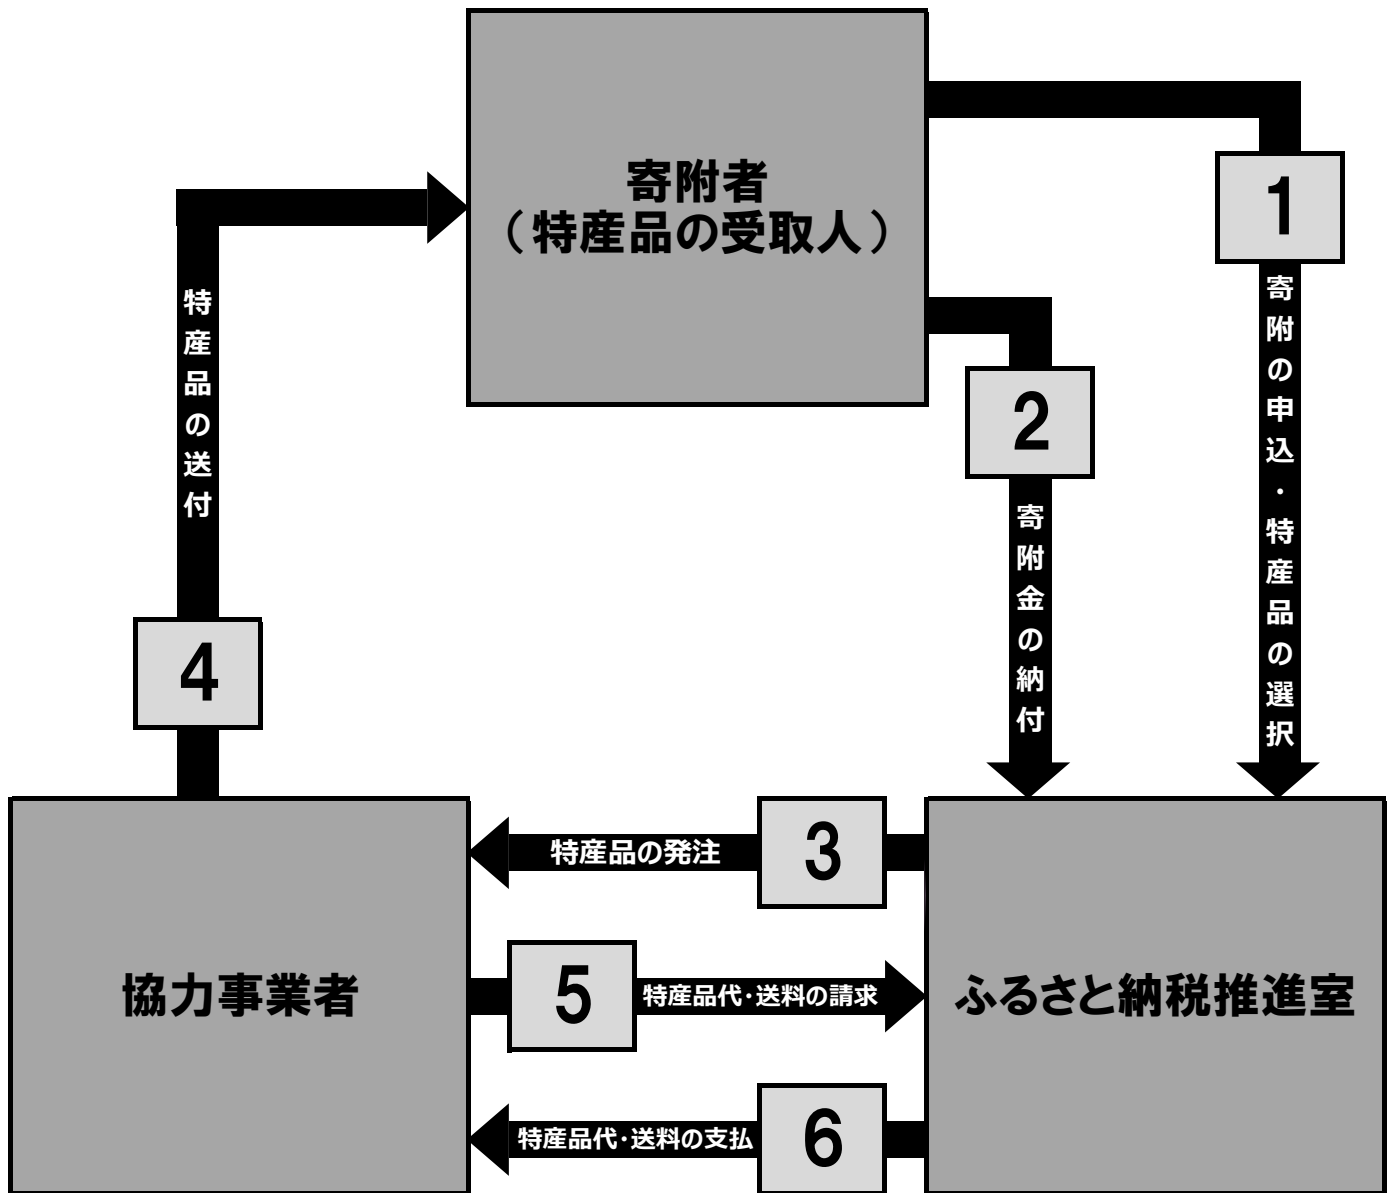 寄附者
（特産品の受取人）
1
寄附の申込・特産品の選択
2
寄附金の納付
特産品の送付
4
3
特産品の発注
5
特産品代・送料の請求
6
特産品代・送料の支払
協力事業者
ふるさと納税推進室